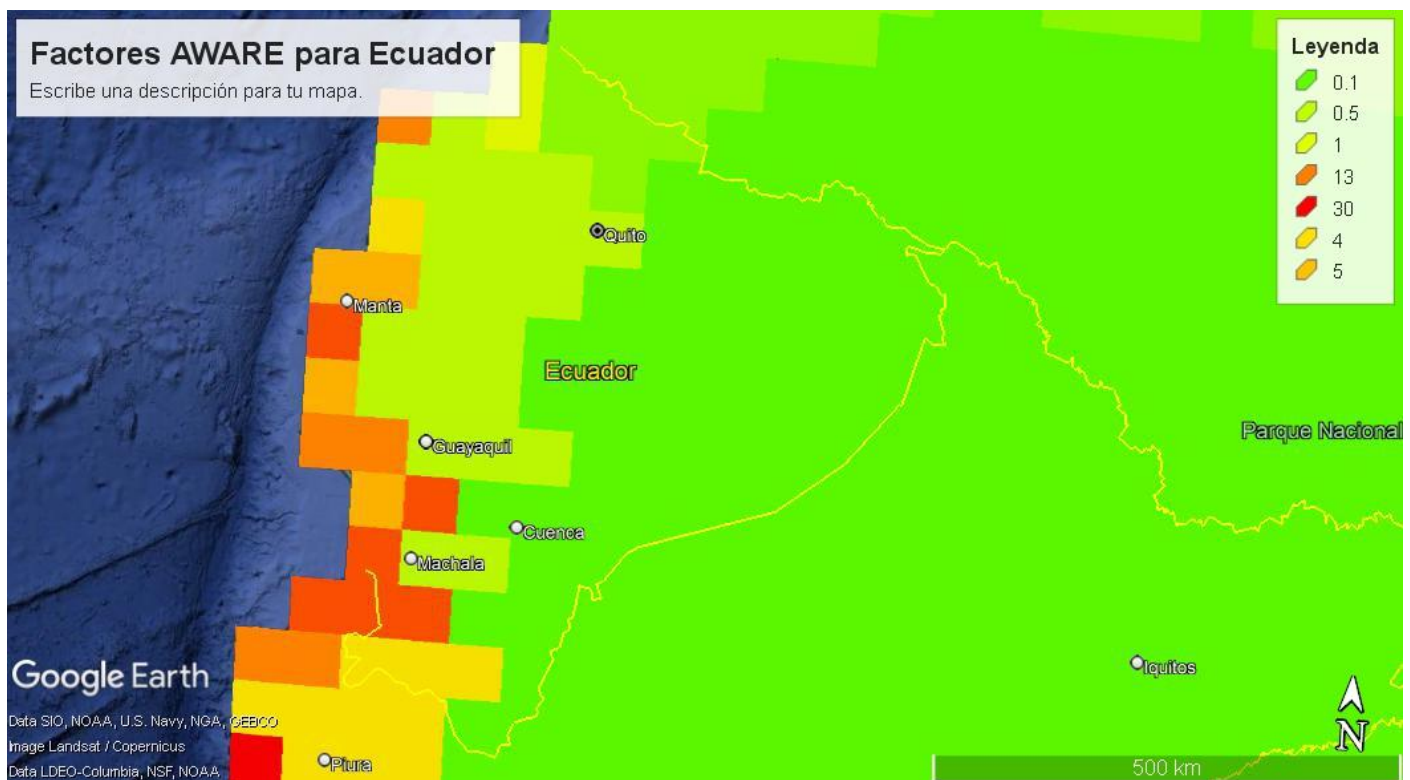 Factores AWARE para Ecuador
Escribe una descripción para tu mapa.
Leyenda
0.1
0.5
1
13
30
4
5
Quito
Manta
Ecuador
Parque Nacional
Guayaquil
Cuenca
Machala
Iquitos
Google Earth
Data SIO, NOAA, U.S. Navy, NGA, GEBCO
Image Landsat / Copernicus
Data LDEO-Columbia, NSF, NOAA
Piura
N
500 km